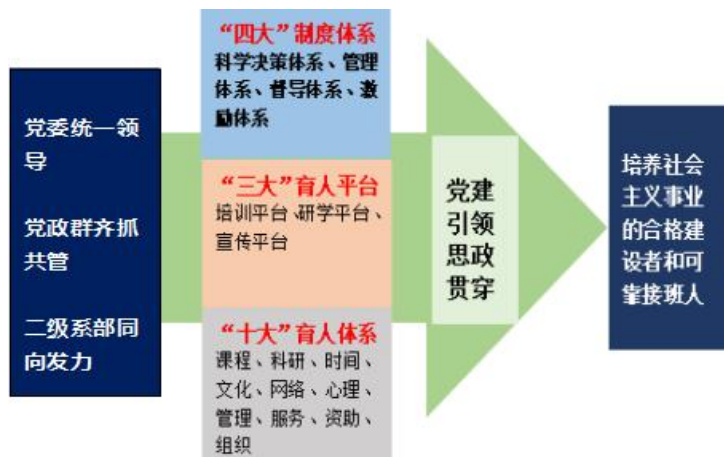 党委统一领
导
党政群齐抓
共管
二级系部同
向发力
“四大”制度体系
科学决策体系、管理
体系、督导体系、激
励体系
“三大”育人平台
培训平台、研学平台、
宣传平台
“十大”育人体系
课程、科研、时间、
文化、网络、心理、
管理、服务、资助、
组织
党建
引领
思政
贯穿
培养社会
主义事业
的合格建
设者和可
靠接班人